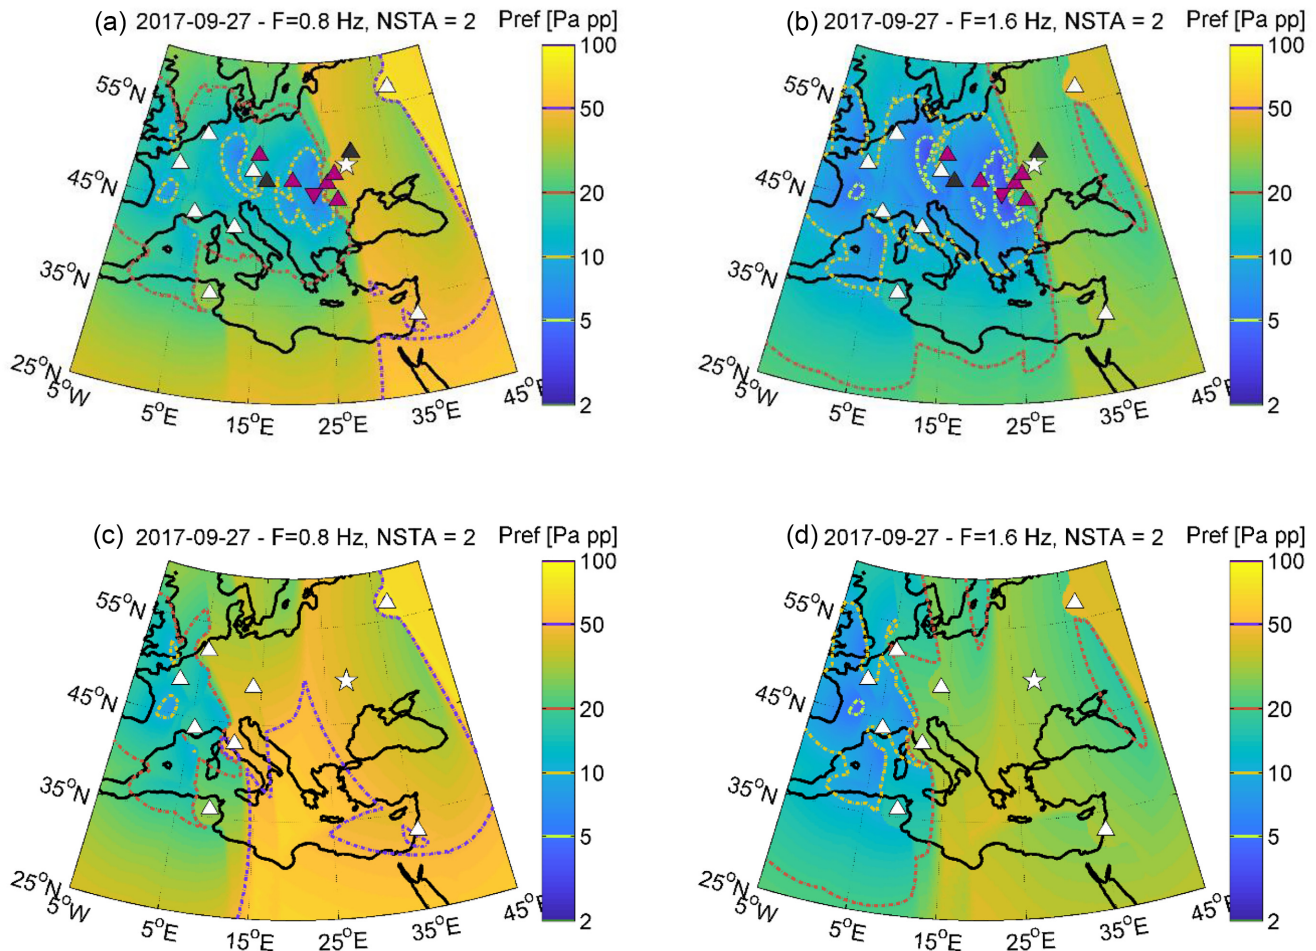 (a) 2017-09-27 - F=0.8 Hz, NSTA = 2 Pref [Pa pp]
55°N
45°N
35°N
25°N
5°W
5°E
15°E
25°E
35°E
45°E
100
50
20
10
5
2
(b) 2017-09-27 - F=1.6 Hz, NSTA = 2 Pref [Pa pp]
55°N
45°N
35°N
25°N
5°W
5°E
15°E
25°E
35°E
45°E
100
50
20
10
5
2
(c) 2017-09-27 - F=0.8 Hz, NSTA = 2 Pref [Pa pp]
55°N
45°N
35°N
25°N
5°W
5°E
15°E
25°E
35°E
45°E
100
50
20
10
5
2
(d) 2017-09-27 - F=1.6 Hz, NSTA = 2 Pref [Pa pp]
55°N
45°N
35°N
25°N
5°W
5°E
15°E
25°E
35°E
45°E
100
50
20
10
5
2